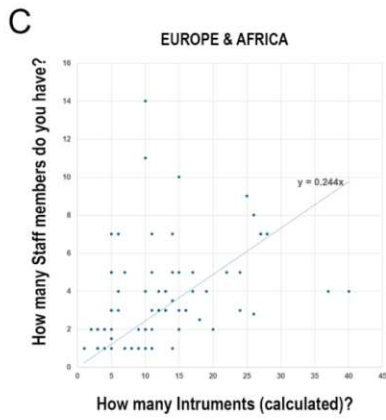 C
EUROPE & AFRICA
How many Staff members do you have?
16
14
12
10
8
6
4
2
0
y = 0.244x
0 5 10 15 20 25 30 35 40 45
How many Intruments (calculated)?